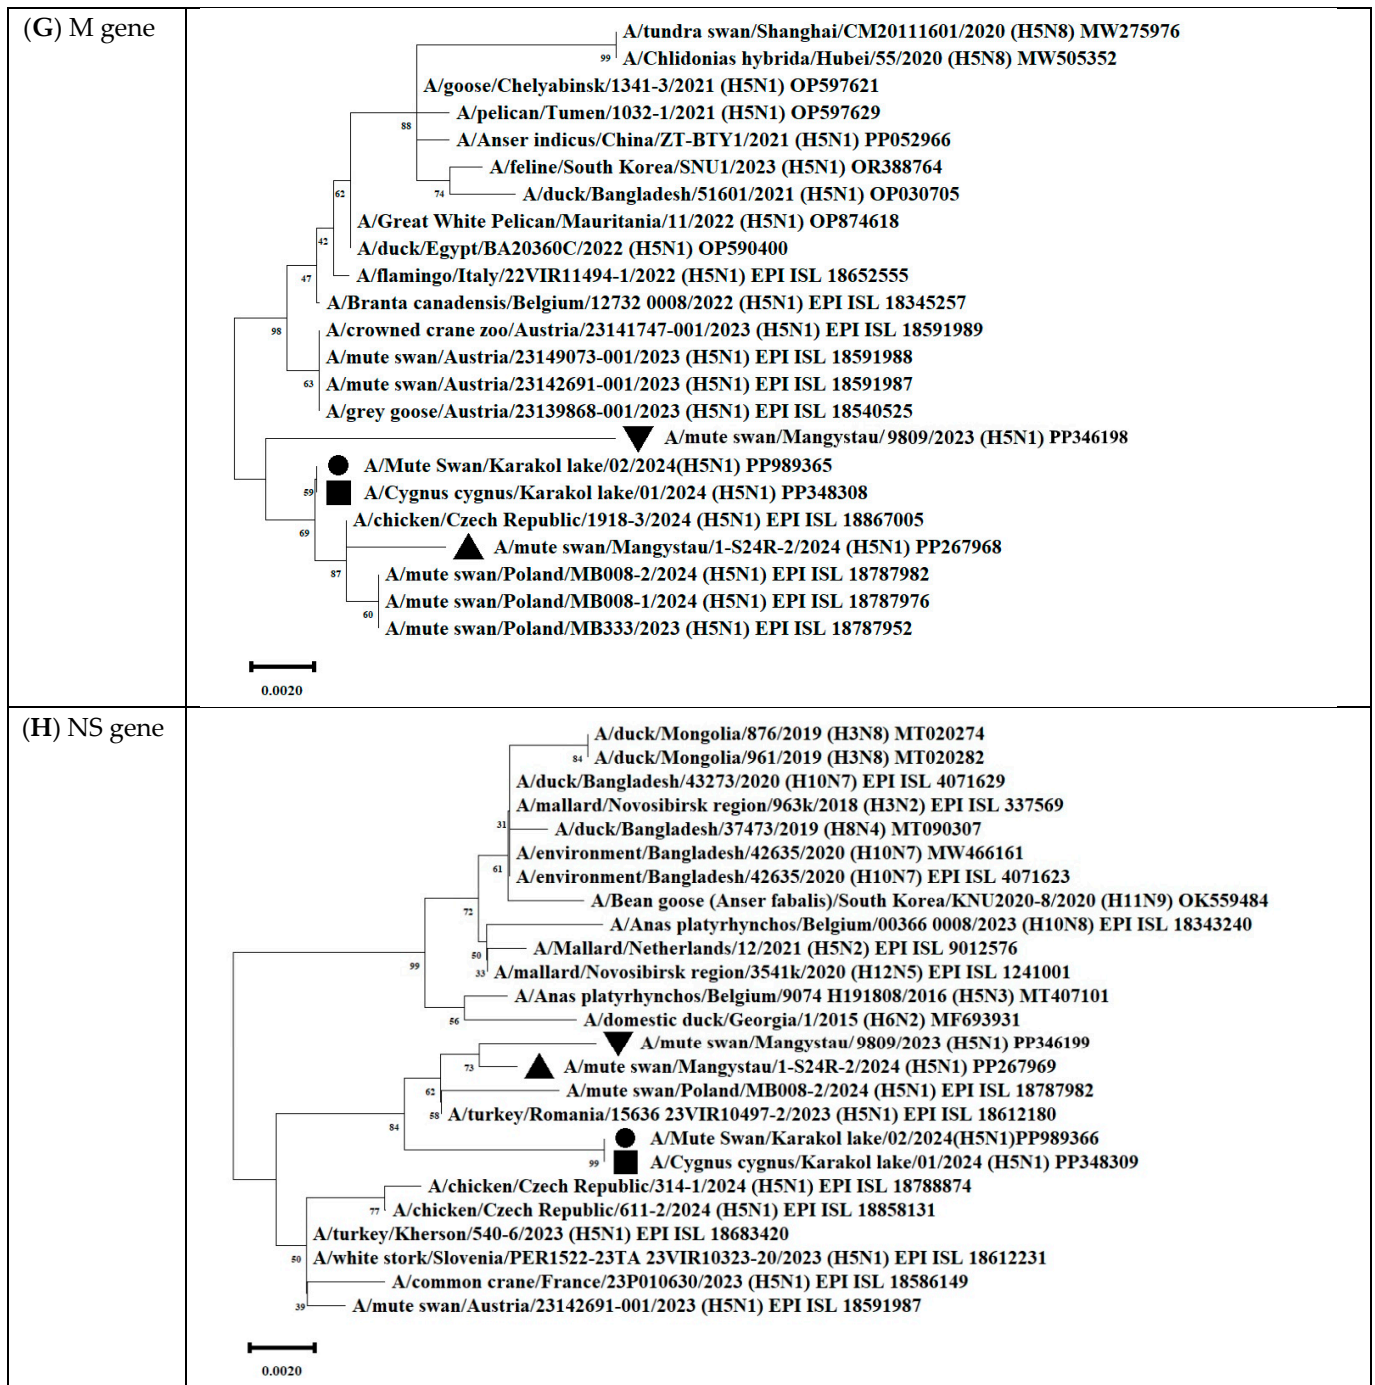 (G) M gene
A/tundra swan/Shanghai/CM20111601/2020 (H5N8) MW275976
99
A/Chlidonias hybrida/Hubei/55/2020 (H5N8) MW505352
A/goose/Chelyabinsk/1341-3/2021 (H5N1) OP597621
A/pelican/Tumen/1032-1/2021 (H5N1) OP597629
88
A/Anser indicus/China/ZT-BTY1/2021 (H5N1) PP052966
A/feline/South Korea/SNU1/2023 (H5N1) OR388764
74
A/duck/Bangladesh/51601/2021 (H5N1) OP030705
62
A/Great White Pelican/Mauritania/11/2022 (H5N1) OP874618
42
A/duck/Egypt/BA20360C/2022 (H5N1) OP590400
47
A/flamingo/Italy/22VIR11494-1/2022 (H5N1) EPI ISL 18652555
A/Branta canadensis/Belgium/12732 0008/2022 (H5N1) EPI ISL 18345257
98
A/crowned crane zoo/Austria/23141747-001/2023 (H5N1) EPI ISL 18591989
A/mute swan/Austria/23149073-001/2023 (H5N1) EPI ISL 18591988
63
A/mute swan/Austria/23142691-001/2023 (H5N1) EPI ISL 18591987
A/grey goose/Austria/23139868-001/2023 (H5N1) EPI ISL 18540525
A/mute swan/Mangystau/9809/2023 (H5N1) PP346198
A/Mute Swan/Karakol lake/02/2024(H5N1) PP989365
59
A/Cygnus cygnus/Karakol lake/01/2024 (H5N1) PP348308
69
A/chicken/Czech Republic/1918-3/2024 (H5N1) EPI ISL 18867005
A/mute swan/Mangystau/1-S24R-2/2024 (H5N1) PP267968
87
A/mute swan/Poland/MB008-2/2024 (H5N1) EPI ISL 18787982
A/mute swan/Poland/MB008-1/2024 (H5N1) EPI ISL 18787976
60
A/mute swan/Poland/MB333/2023 (H5N1) EPI ISL 18787952
0.0020
(H) NS gene
A/duck/Mongolia/876/2019 (H3N8) MT020274
84
A/duck/Mongolia/961/2019 (H3N8) MT020282
A/duck/Bangladesh/43273/2020 (H10N7) EPI ISL 4071629
A/mallard/Novosibirsk region/963k/2018 (H3N2) EPI ISL 337569
31
A/duck/Bangladesh/37473/2019 (H8N4) MT090307
A/environment/Bangladesh/42635/2020 (H10N7) MW466161
61
A/environment/Bangladesh/42635/2020 (H10N7) EPI ISL 4071623
A/Bean goose (Anser fabalis)/South Korea/KNU2020-8/2020 (H11N9) OK559484
72
A/Anas platyrhynchos/Belgium/00366 0008/2023 (H10N8) EPI ISL 18343240
50
A/Mallard/Netherlands/12/2021 (H5N2) EPI ISL 9012576
99
33
A/mallard/Novosibirsk region/3541k/2020 (H12N5) EPI ISL 1241001
A/Anas platyrhynchos/Belgium/9074 H191808/2016 (H5N3) MT407101
56
A/domestic duck/Georgia/1/2015 (H6N2) MF693931
A/mute swan/Mangystau/9809/2023 (H5N1) PP346199
73
A/mute swan/Mangystau/1-S24R-2/2024 (H5N1) PP267969
62
A/mute swan/Poland/MB008-2/2024 (H5N1) EPI ISL 18787982
58
A/turkey/Romania/15636 23VIR10497-2/2023 (H5N1) EPI ISL 18612180
84
A/Mute Swan/Karakol lake/02/2024(H5N1)PP989366
99
A/Cygnus cygnus/Karakol lake/01/2024 (H5N1) PP348309
A/chicken/Czech Republic/314-1/2024 (H5N1) EPI ISL 18788874
77
A/chicken/Czech Republic/611-2/2024 (H5N1) EPI ISL 18858131
A/turkey/Kherson/540-6/2023 (H5N1) EPI ISL 18683420
50
A/white stork/Slovenia/PER1522-23TA 23VIR10323-20/2023 (H5N1) EPI ISL 18612231
A/common crane/France/23P010630/2023 (H5N1) EPI ISL 18586149
39
A/mute swan/Austria/23142691-001/2023 (H5N1) EPI ISL 18591987
0.0020